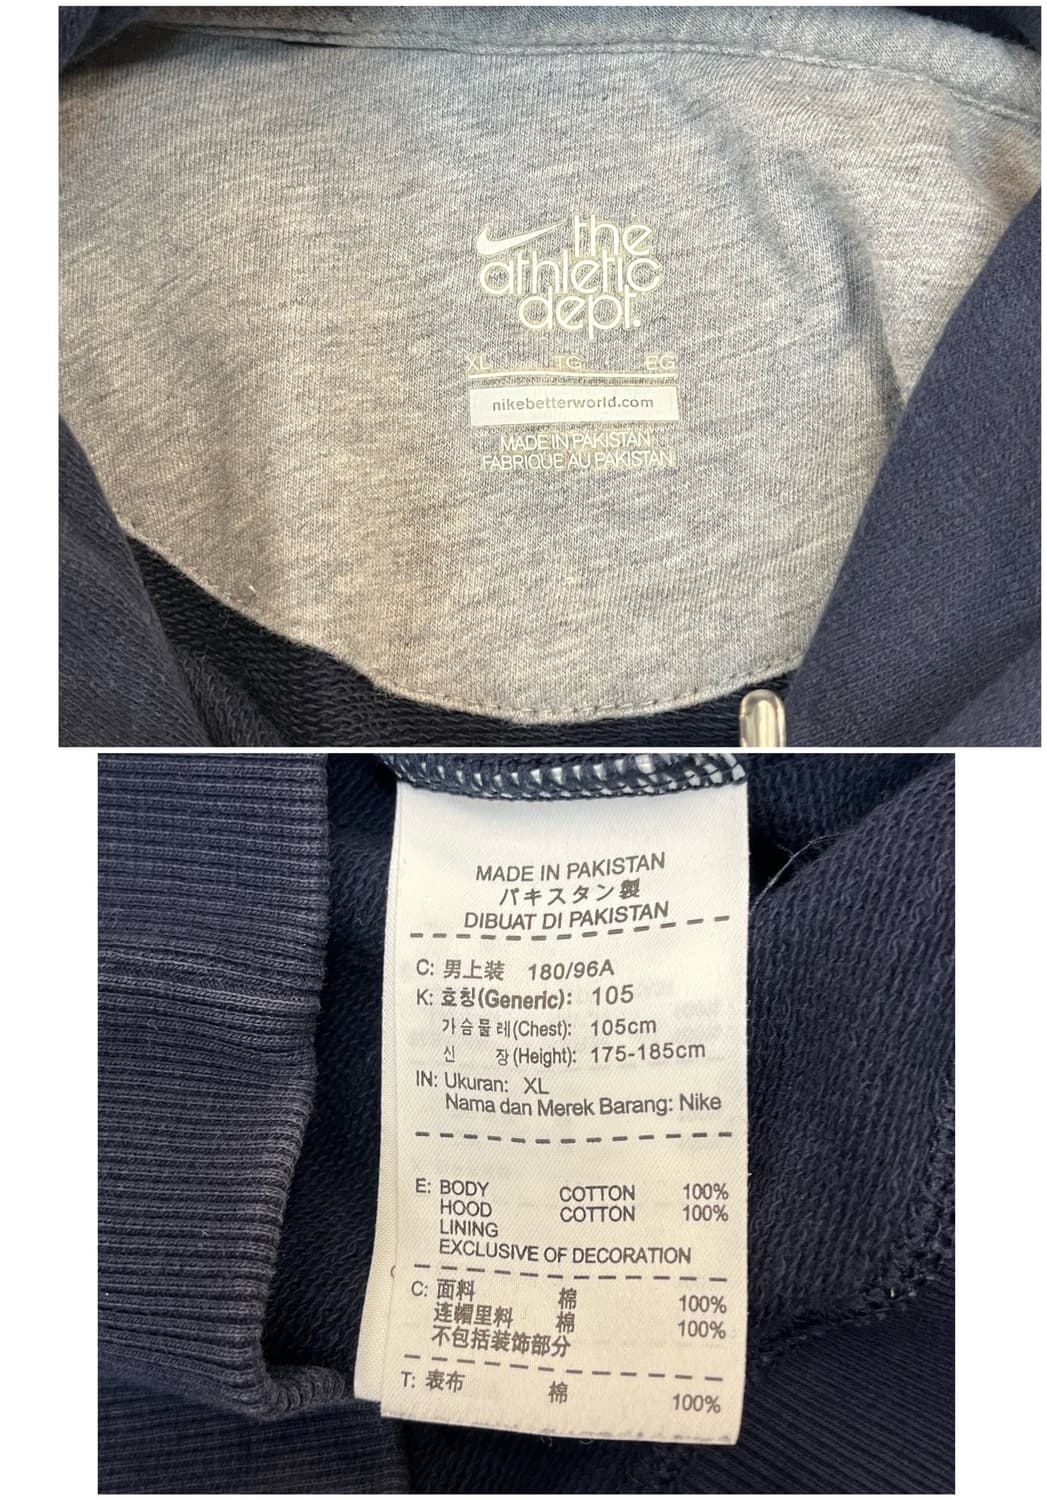 the
athletic
dept.
XL TG EG
nikebetterworld.com
MADE IN PAKISTAN
FABRIQUE AU PAKISTAN
MADE IN PAKISTAN
パキスタン製
DIBUAT DI PAKISTAN
C: 男上装 180/96A
K: 호칭(Generic): 105
가슴둘레(Chest): 105cm
신 장(Height): 175-185cm
IN: Ukuran: XL
Nama dan Merek Barang: Nike
E: BODY COTTON 100%
HOOD COTTON 100%
LINING
EXCLUSIVE OF DECORATION
C: 面料 棉 100%
连帽里料 棉 100%
不包括装饰部分
T: 表布 棉 100%